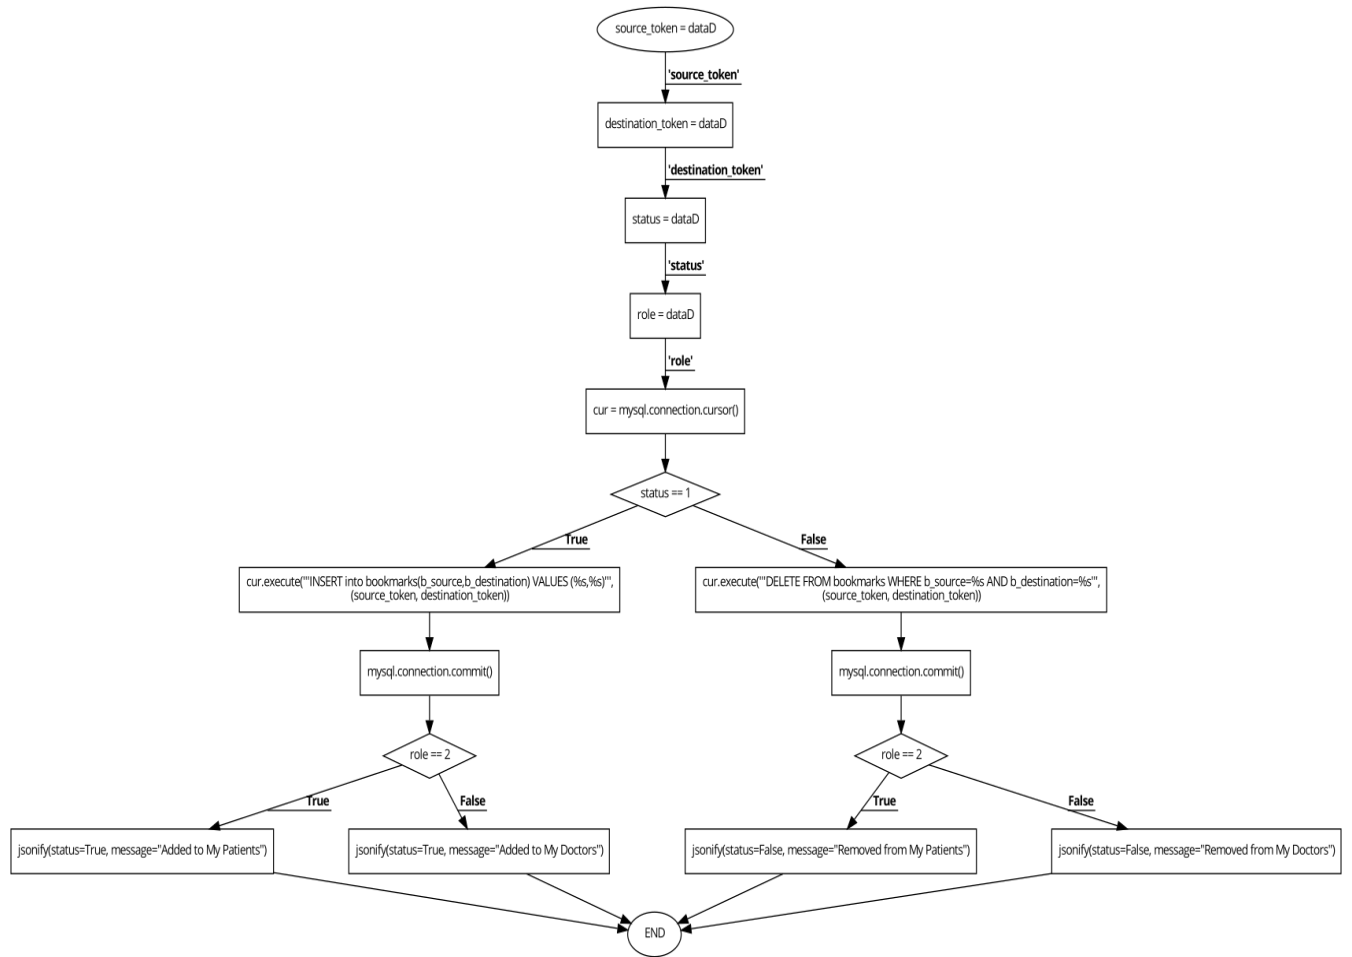 source_token = dataD
'source_token'
destination_token = dataD
'destination_token'
status = dataD
'status'
role = dataD
'role'
cur = mysql.connection.cursor()
status == 1
True
False
cur.execute('''INSERT into bookmarks(b_source,b_destination) VALUES (%s,%s)''',
(source_token, destination_token))
cur.execute('''DELETE FROM bookmarks WHERE b_source=%s AND b_destination=%s''',
(source_token, destination_token))
mysql.connection.commit()
mysql.connection.commit()
role == 2
role == 2
True
False
True
False
jsonify(status=True, message="Added to My Patients")
jsonify(status=True, message="Added to My Doctors")
jsonify(status=False, message="Removed from My Patients")
jsonify(status=False, message="Removed from My Doctors")
END